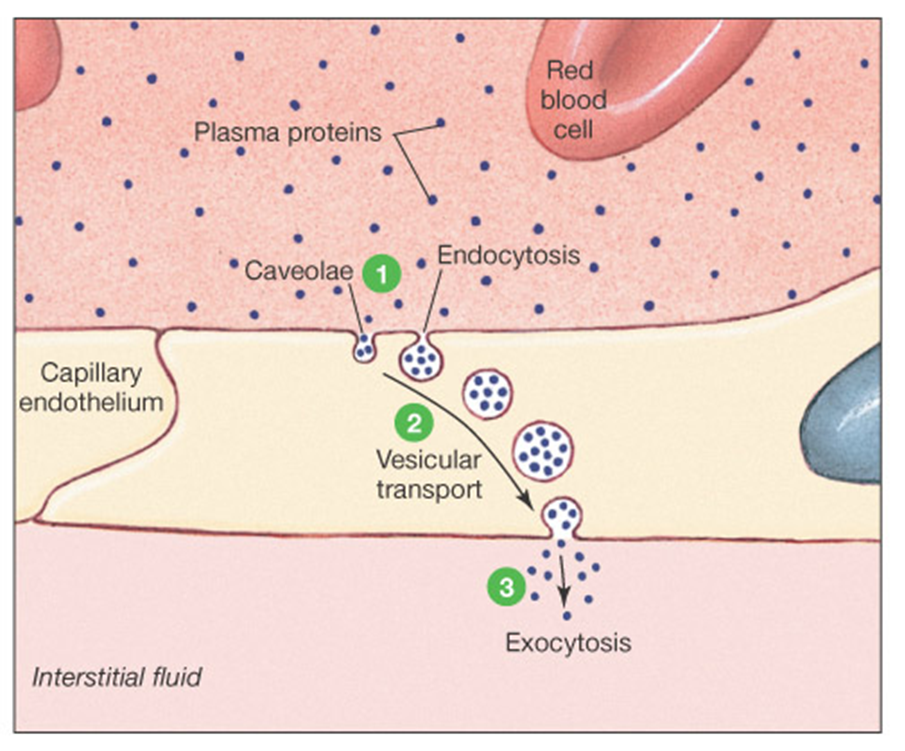 Red
blood
cell
Plasma proteins
Caveolae
1
Endocytosis
Capillary
endothelium
2
Vesicular
transport
3
Exocytosis
Interstitial fluid